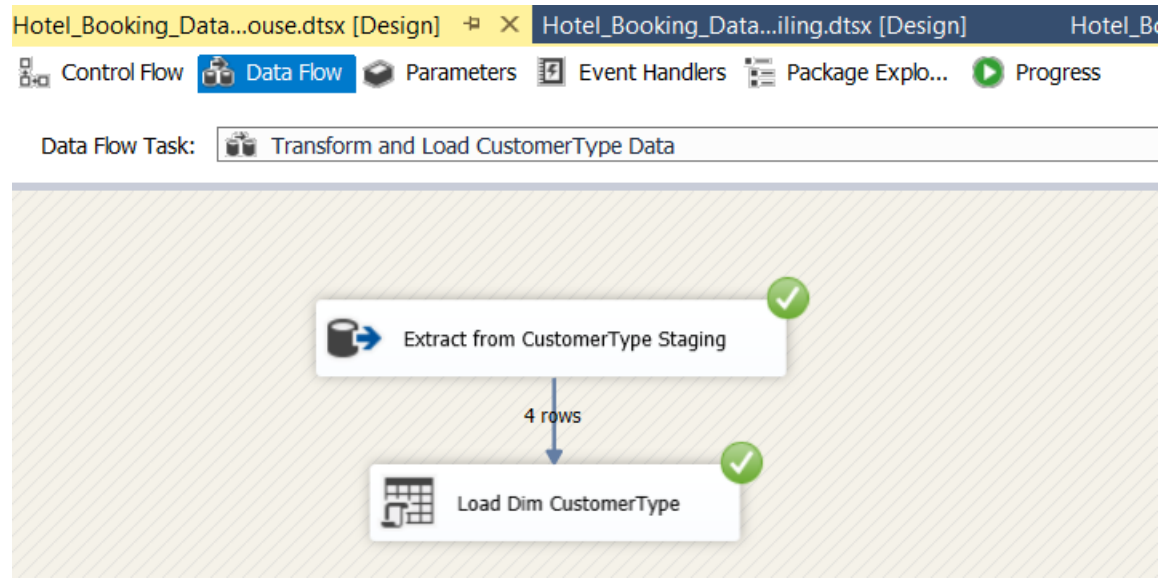 Hotel_Booking_Data...ouse.dtsx [Design] Hotel_Booking_Data...iling.dtsx [Design] Hotel_Bo
Control Flow Data Flow Parameters Event Handlers Package Explo... Progress
Data Flow Task: Transform and Load CustomerType Data
Extract from CustomerType Staging
4 rows
Load Dim CustomerType